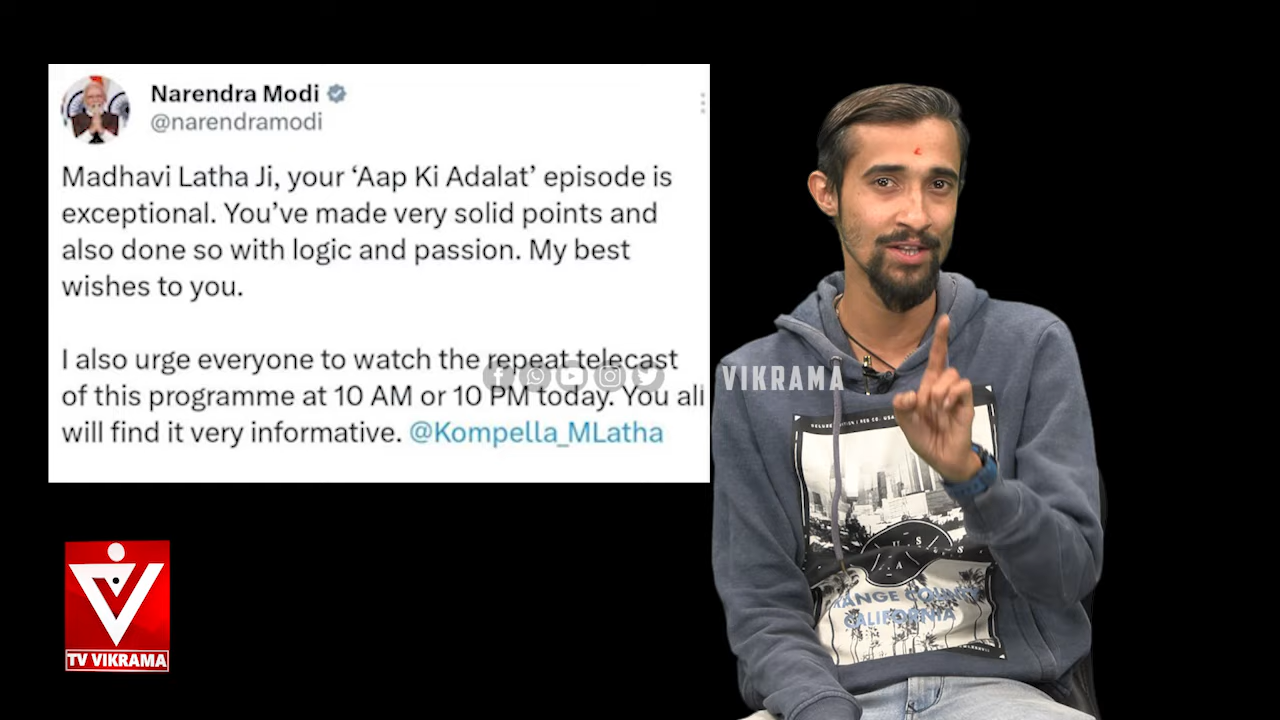 Narendra Modi
@narendramodi
Madhavi Latha Ji, your ‘Aap Ki Adalat’ episode is
exceptional. You’ve made very solid points and
also done so with logic and passion. My best
wishes to you.
I also urge everyone to watch the repeat telecast
of this programme at 10 AM or 10 PM today. You all
will find it very informative. @Kompella_MLatha
VIKRAMA
USA
CALIFORNIA
TV VIKRAMA